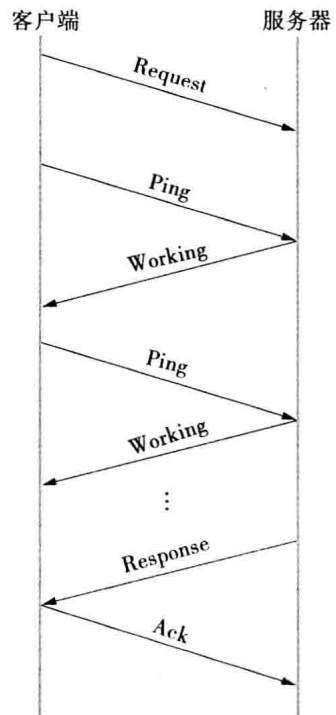 客户端 服务器
Request
Ping
Working
Ping
Working
⋮
Response
Ack